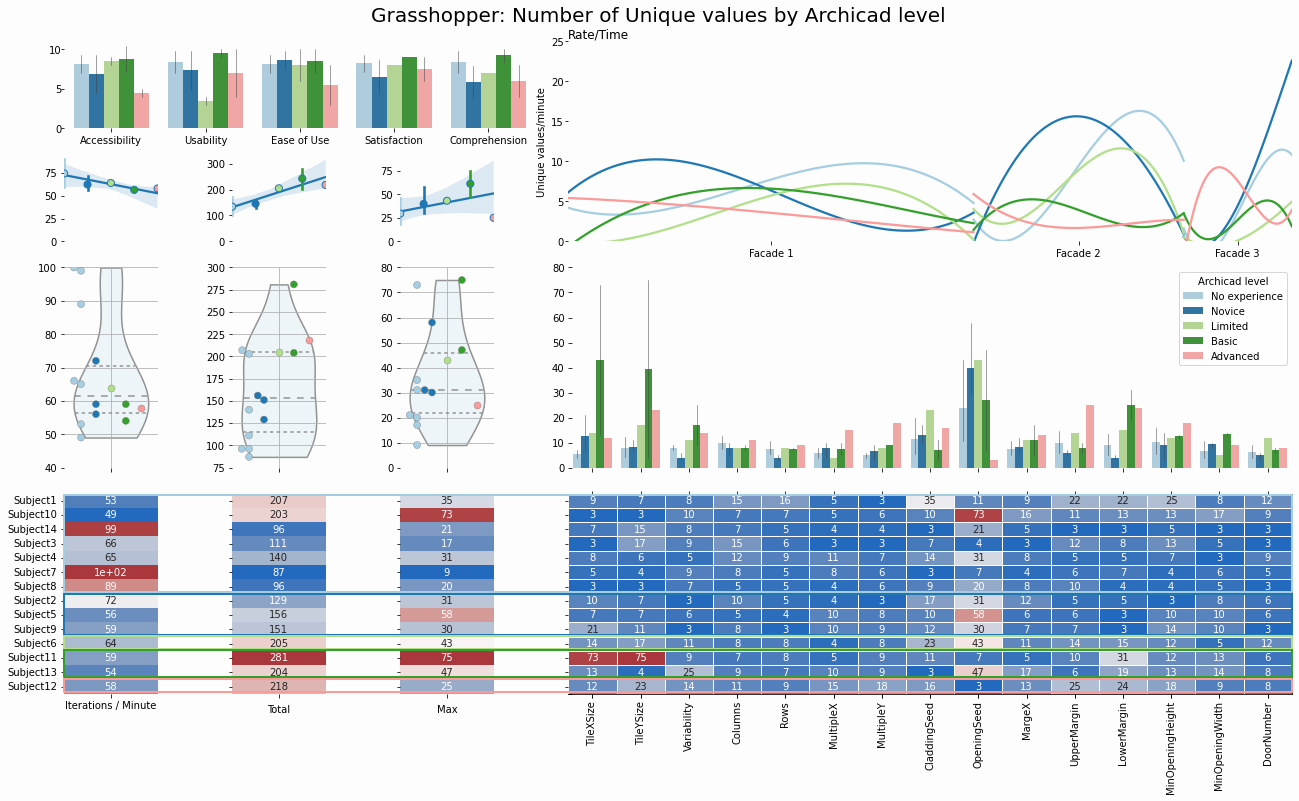 Grasshopper: Number of Unique values by Archicad level
10
5
0
Accessibility Usability Ease of Use Satisfaction Comprehension
Rate/Time
Unique values/minute
25
20
15
10
5
0
Facade 1 Facade 2 Facade 3
75
50
25
0
300
200
100
0
75
50
25
0
100
90
80
70
60
50
40
300
275
250
225
200
175
150
125
100
75
80
70
60
50
40
30
20
10
0
80
70
60
50
40
30
20
10
0
Archicad level
No experience
Novice
Limited
Basic
Advanced
Subject1 53 207 35 9 7 8 15 16 5 3 35 11 9 22 22 25 8 12
Subject10 49 203 73 3 3 10 7 7 5 6 10 73 16 11 13 13 17 9
Subject14 99 96 21 7 15 8 7 5 4 4 3 21 5 3 3 5 3 3
Subject3 66 111 17 3 17 9 15 6 3 3 7 4 3 12 8 13 5 3
Subject4 65 140 31 8 6 5 12 9 11 7 14 31 8 5 5 7 3 9
Subject7 1e+02 87 9 5 4 9 8 5 8 6 3 7 4 6 7 4 6 5
Subject8 89 96 20 3 3 7 5 5 4 6 9 20 8 10 4 4 5 3
Subject2 72 129 31 10 7 3 10 5 4 3 17 31 12 5 5 3 8 6
Subject5 56 156 58 7 7 6 5 4 10 8 10 58 6 6 3 10 10 6
Subject9 59 151 30 21 11 3 8 3 10 9 12 30 7 7 3 14 10 3
Subject6 64 205 43 14 17 11 8 8 4 8 23 43 11 14 15 12 5 12
Subject11 59 281 75 73 75 9 7 8 5 9 11 7 5 10 31 12 13 6
Subject13 54 204 47 13 4 25 9 7 10 9 3 47 17 6 19 13 14 8
Subject12 58 218 25 12 23 14 11 9 15 18 16 3 13 25 24 18 9 8
Iterations / Minute Total Max
TileXSize
TileYSize
Variability
Columns
Rows
MultipleX
MultipleY
CladdingSeed
OpeningSeed
MargeX
UpperMargin
LowerMargin
MinOpeningHeight
MinOpeningWidth
DoorNumber